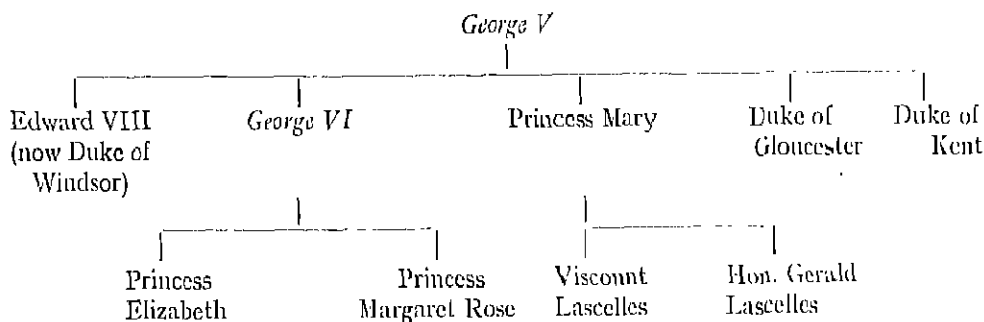 George V
Edward VIII George VI Princess Mary Duke of Duke of
(now Duke of Gloucester Kent
Windsor)
Princess Princess Viscount Hon. Gerald
Elizabeth Margaret Rose Lascelles Lascelles